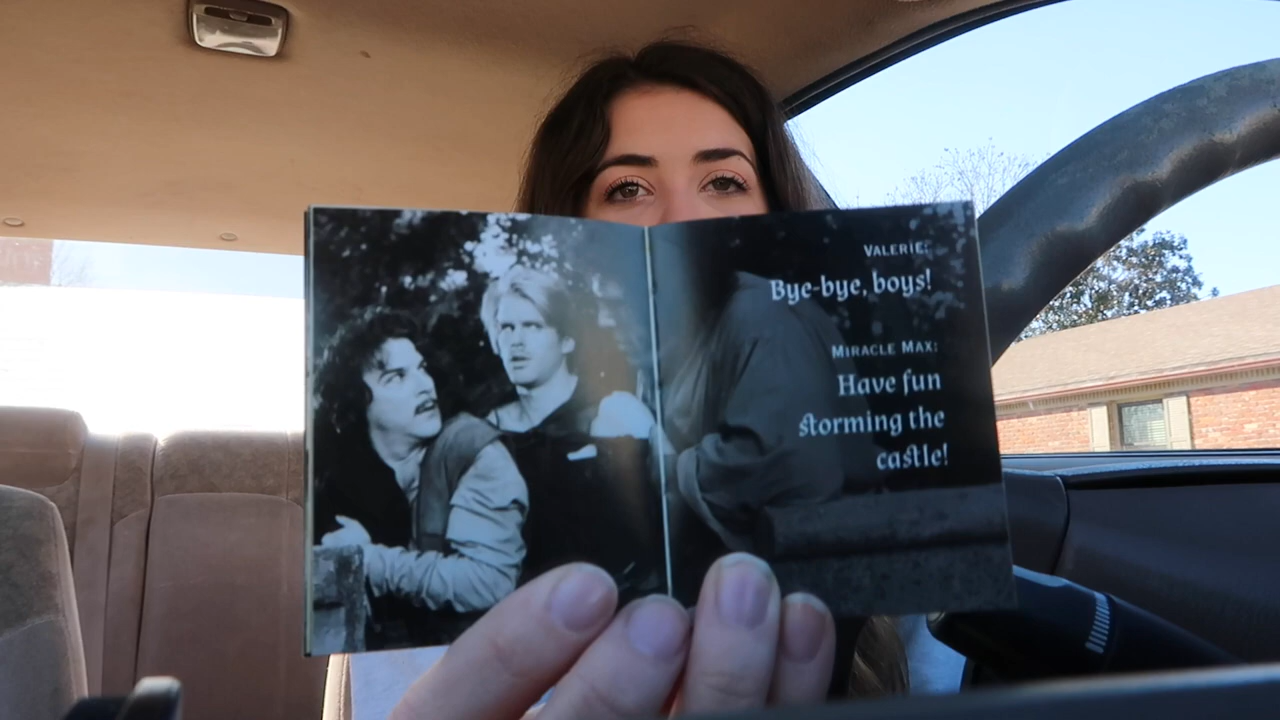 VALERIE:
Bye-bye, boys!
MIRACLE MAX:
Have fun
storming the
castle!